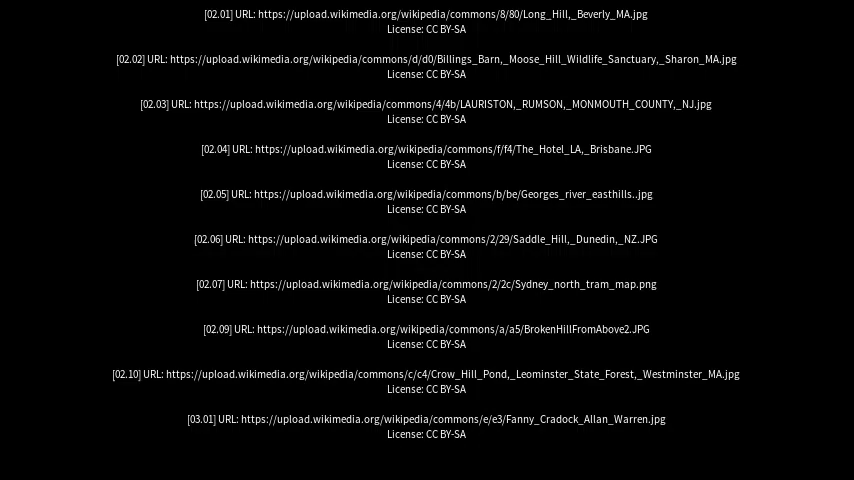 [02.01] URL: https://upload.wikimedia.org/wikipedia/commons/8/80/Long_Hill,_Beverly_MA.jpg
License: CC BY-SA
[02.02] URL: https://upload.wikimedia.org/wikipedia/commons/d/d0/Billings_Barn,_Moose_Hill_Wildlife_Sanctuary,_Sharon_MA.jpg
License: CC BY-SA
[02.03] URL: https://upload.wikimedia.org/wikipedia/commons/4/4b/LAURISTON,_RUMSON,_MONMOUTH_COUNTY,_NJ.jpg
License: CC BY-SA
[02.04] URL: https://upload.wikimedia.org/wikipedia/commons/f/f4/The_Hotel_LA,_Brisbane.JPG
License: CC BY-SA
[02.05] URL: https://upload.wikimedia.org/wikipedia/commons/b/be/Georges_river_easthills..jpg
License: CC BY-SA
[02.06] URL: https://upload.wikimedia.org/wikipedia/commons/2/29/Saddle_Hill,_Dunedin,_NZ.JPG
License: CC BY-SA
[02.07] URL: https://upload.wikimedia.org/wikipedia/commons/2/2c/Sydney_north_tram_map.png
License: CC BY-SA
[02.09] URL: https://upload.wikimedia.org/wikipedia/commons/a/a5/BrokenHillFromAbove2.JPG
License: CC BY-SA
[02.10] URL: https://upload.wikimedia.org/wikipedia/commons/c/c4/Crow_Hill_Pond,_Leominster_State_Forest,_Westminster_MA.jpg
License: CC BY-SA
[03.01] URL: https://upload.wikimedia.org/wikipedia/commons/e/e3/Fanny_Cradock_Allan_Warren.jpg
License: CC BY-SA